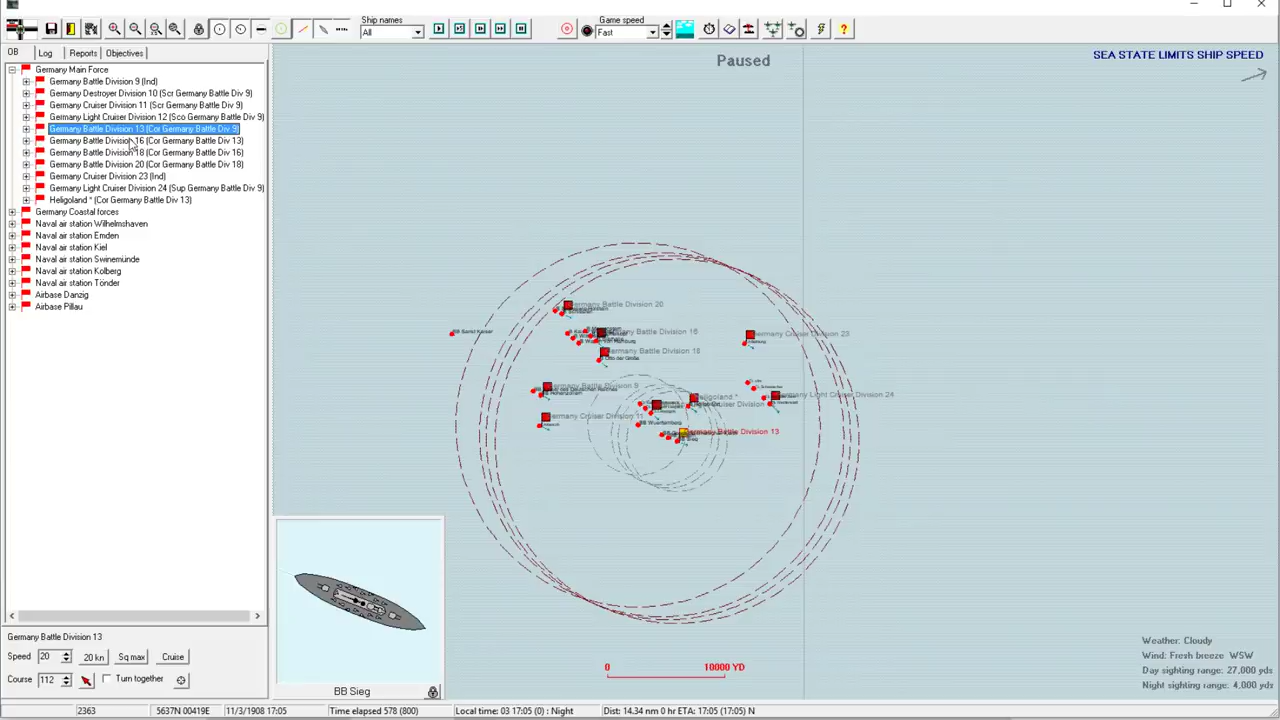 Ship names
All
Game speed
Fast
OB
Log
Reports
Objectives
Paused
SEA STATE LIMITS SHIP SPEED
Germany Main Force
Germany Battle Division 9 (Ind)
Germany Destroyer Division 10 (Scr Germany Battle Div 9)
Germany Cruiser Division 11 (Scr Germany Battle Div 9)
Germany Light Cruiser Division 12 (Sco Germany Battle Div 9)
Germany Battle Division 13 (Cor Germany Battle Div 9)
Germany Battle Division 16 (Cor Germany Battle Div 13)
Germany Battle Division 18 (Cor Germany Battle Div 16)
Germany Battle Division 20 (Cor Germany Battle Div 18)
Germany Cruiser Division 23 (Ind)
Germany Light Cruiser Division 24 (Sup Germany Battle Div 9)
Heligoland * (Cor Germany Battle Div 13)
Germany Coastal forces
Naval air station Wilhelmshaven
Naval air station Emden
Naval air station Kiel
Naval air station Swinemünde
Naval air station Kolberg
Naval air station Tönder
Airbase Danzig
Airbase Pillau
Germany Battle Division 20
Germany Battle Division 16
Germany Battle Division 18
Germany Cruiser Division 23
Germany Battle Division 9
Germany Light Cruiser Division 24
Heligoland *
Germany Cruiser Division 11
BB Wuerttemberg
Germany Battle Division 13
BB Sieg
0 10000 YD
Weather: Cloudy
Wind: Fresh breeze WSW
Day sighting range: 27,000 yds
Night sighting range: 4,000 yds
Germany Battle Division 13
Speed 20 20 kn Sq max Cruise
Course 112 Turn together
BB Sieg
2363
5637N 00419E
11/3/1908 17:05
Time elapsed 578 (800)
Local time: 03 17:05 (0) : Night
Dist: 14.34 nm 0 hr ETA: 17:05 (17:05) N